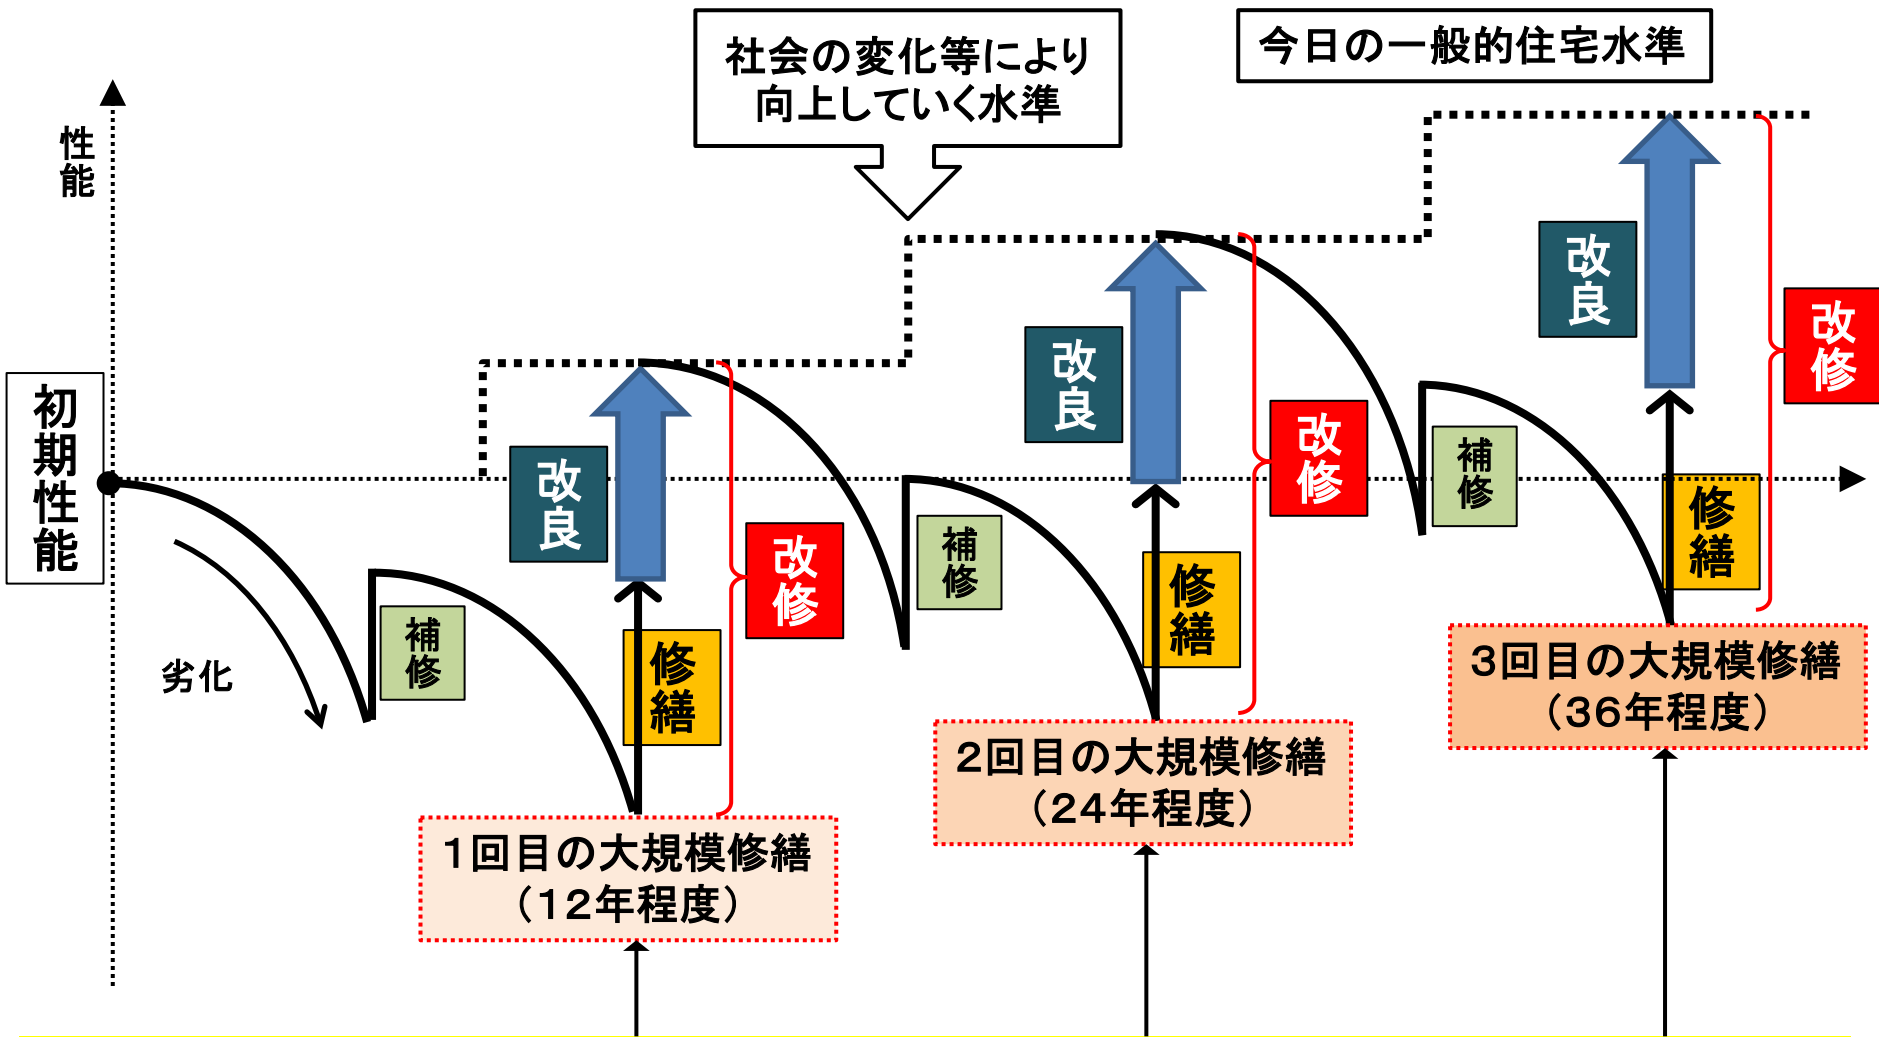 社会の変化等により
向上していく水準
今日の一般的住宅水準
性能
初期性能
劣化
補修
改良
修繕
改修
1回目の大規模修繕
（12年程度）
補修
改良
修繕
改修
2回目の大規模修繕
（24年程度）
補修
改良
修繕
改修
3回目の大規模修繕
（36年程度）